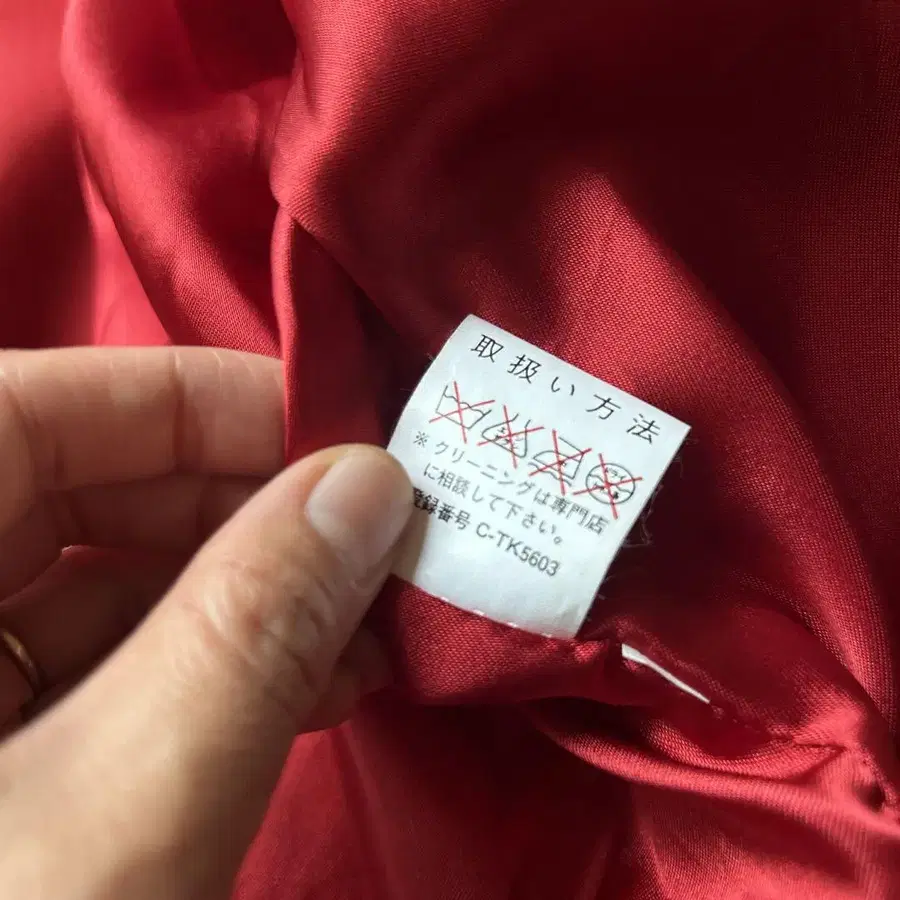 取扱い方法
※クリーニングは専門店
に相談して下さい。
登録番号 C-TK5603